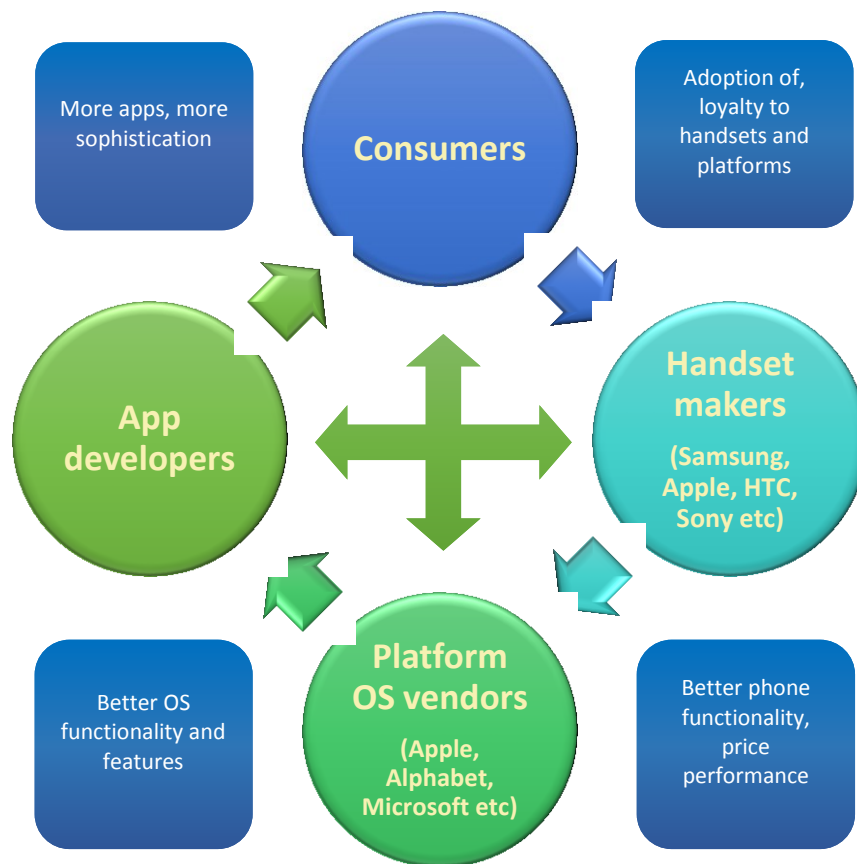 More apps, more
sophistication
Consumers
Adoption of,
loyalty to
handsets and
platforms
App
developers
Handset
makers
(Samsung,
Apple, HTC,
Sony etc)
Better OS
functionality and
features
Platform
OS vendors
(Apple,
Alphabet,
Microsoft etc)
Better phone
functionality,
price
performance